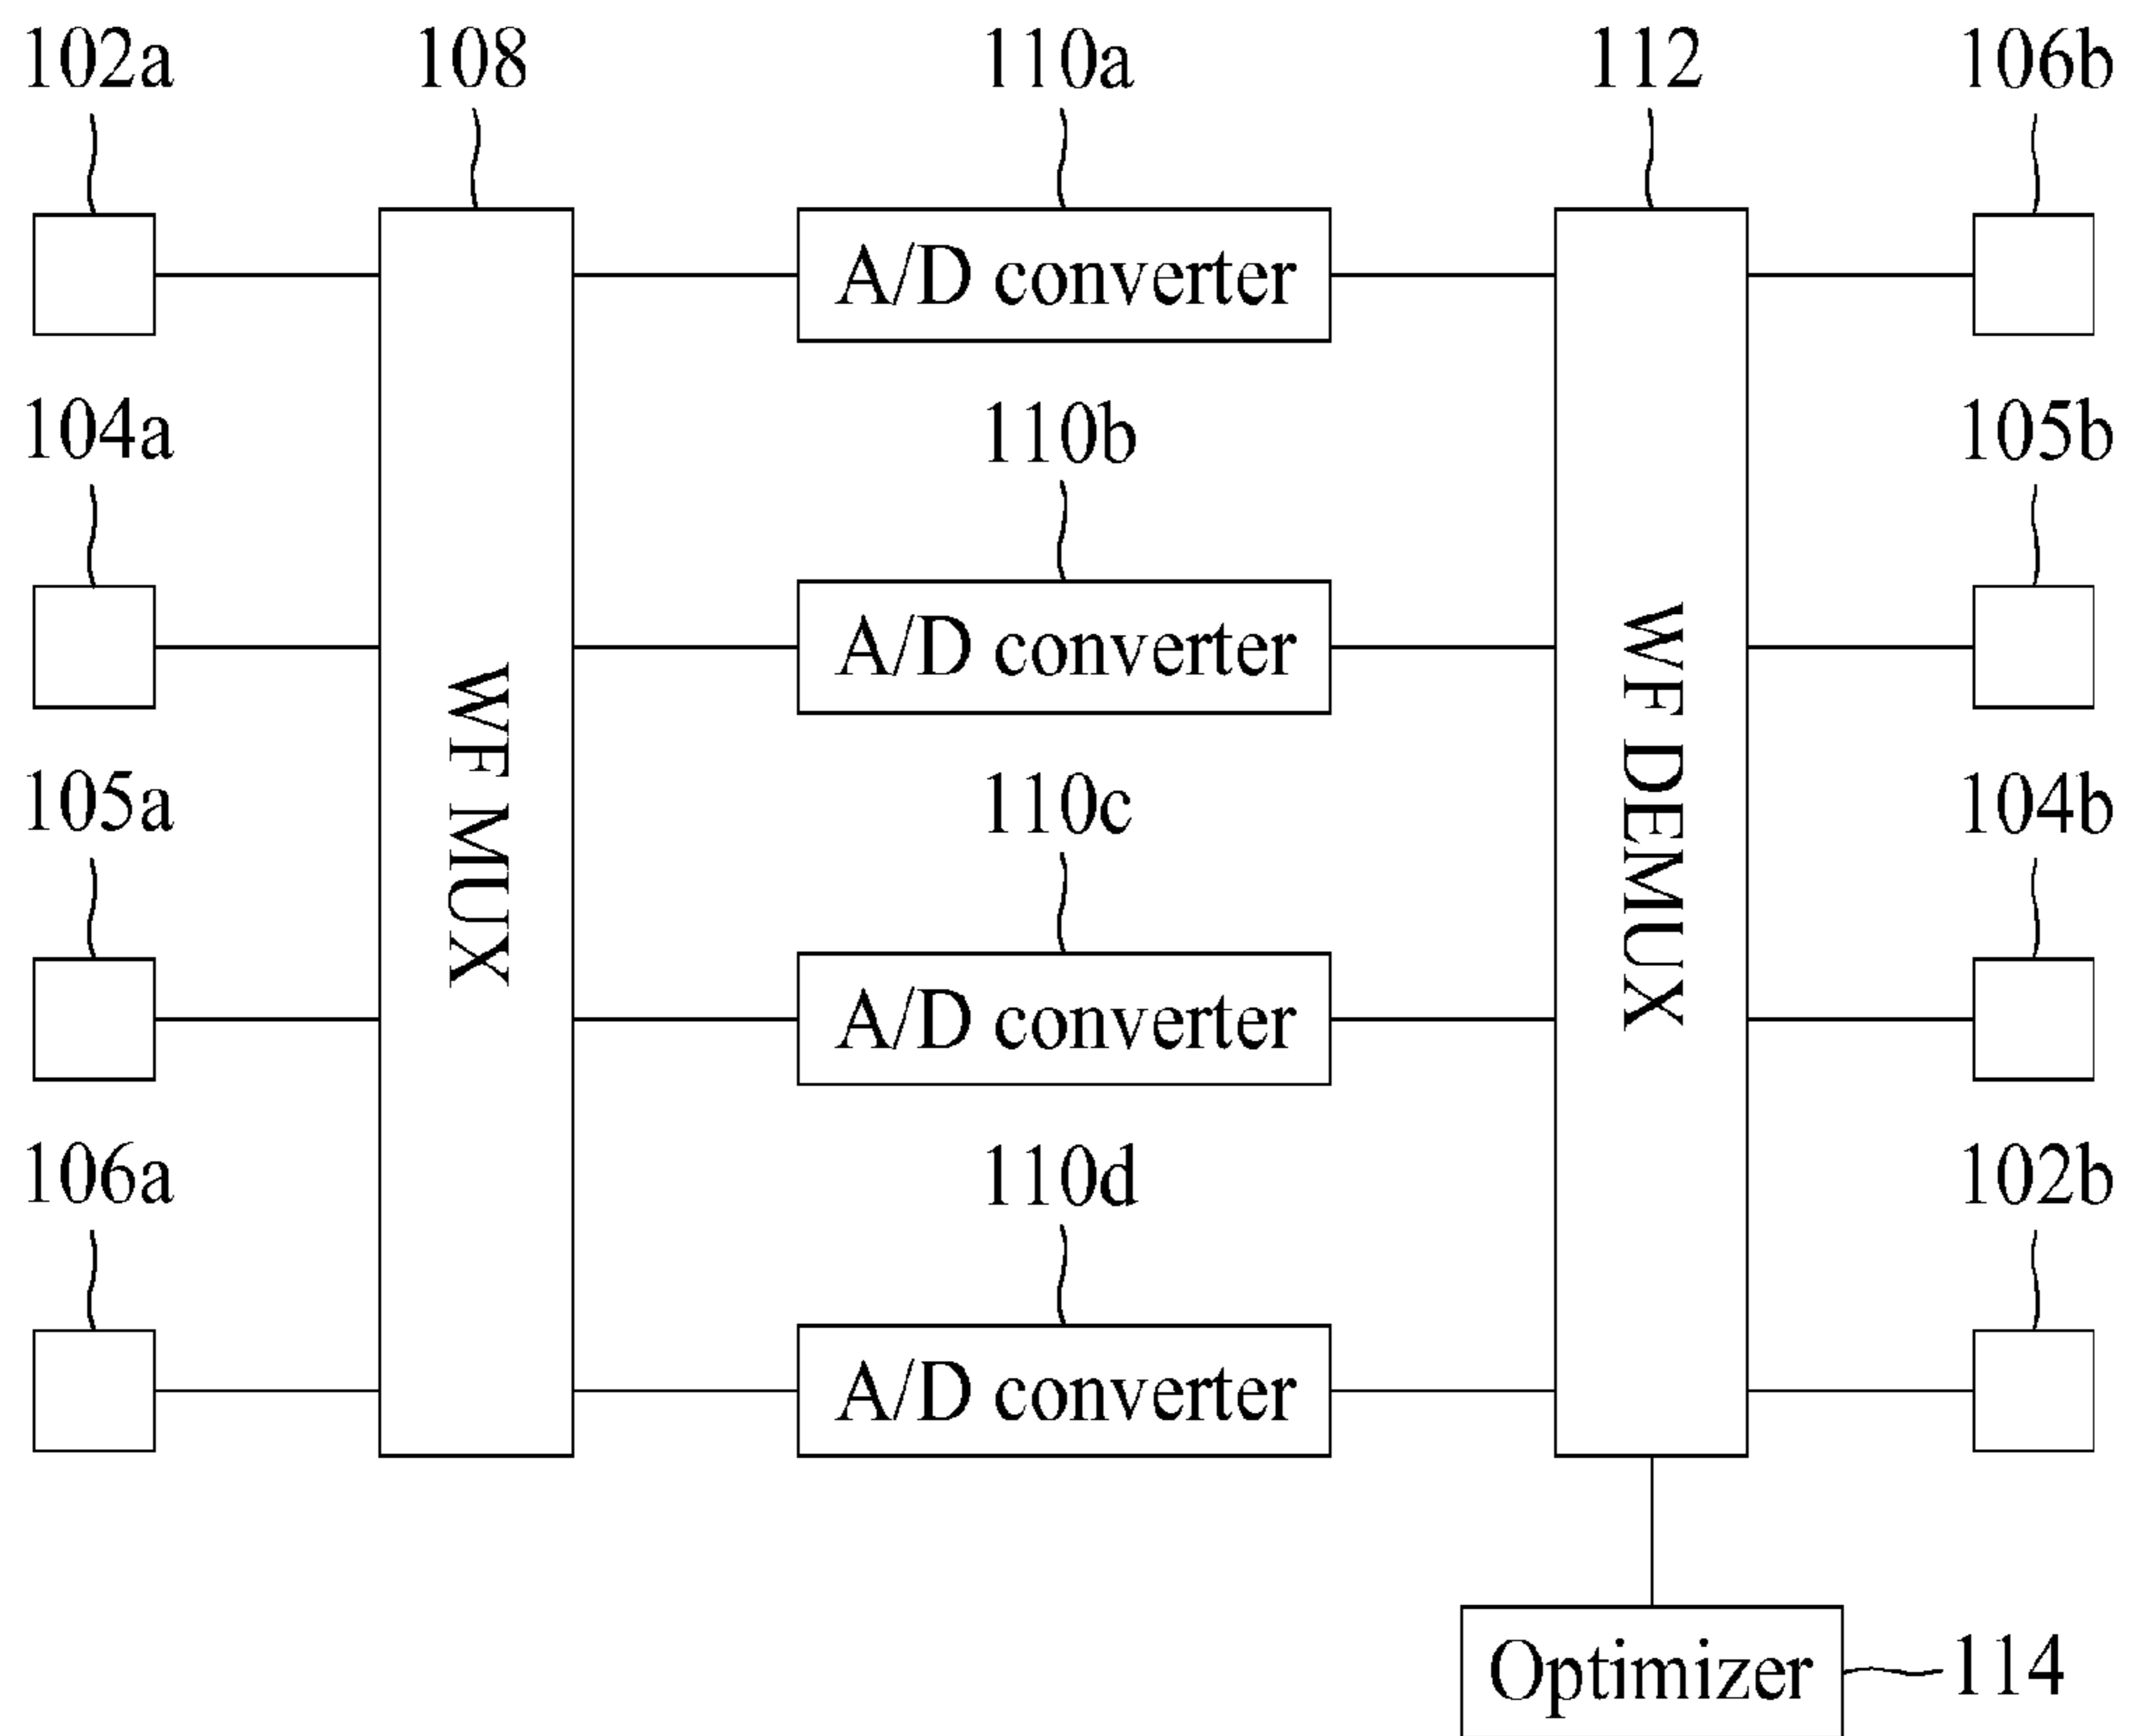 102a
108
110a
112
106b
A/D converter
104a
110b
105b
A/D converter
WF MUX
WF DEMUX
105a
110c
104b
A/D converter
106a
110d
102b
A/D converter
Optimizer
114